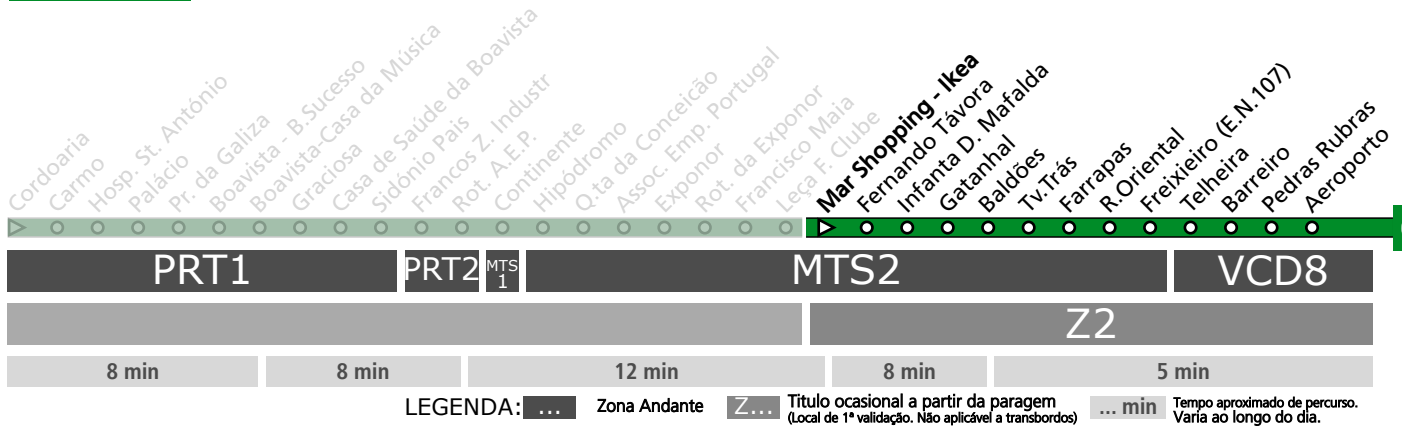 Cordoaria
Carmo
Hosp. St. António
Palácio
Pr. da Galiza
Boavista - B.Sucesso
Boavista-Casa da Música
Graciosa
Casa de Saúde da Boavista
Sidónio Pais
Francos Z. Industr
Rot. A.E.P.
Continente
Hipódromo
Q.ta da Conceição
Assoc. Emp. Portugal
Exponor
Rot. da Exponor
Francisco Maia
Leça F. Clube
Mar Shopping - Ikea
Fernando Távora
Infanta D. Mafalda
Gatanhal
Baldões
Tv.Trás
Farrapas
R.Oriental
Freixieiro (E.N.107)
Telheira
Barreiro
Pedras Rubras
Aeroporto
PRT1 PRT2 MTS 1 MTS2 VCD8
Z2
8 min 8 min 12 min 8 min 5 min
LEGENDA: ... Zona Andante Z... Titulo ocasional a partir da paragem
(Local de 1ª validação. Não aplicável a transbordos)
... min Tempo aproximado de percurso.
Varia ao longo do dia.